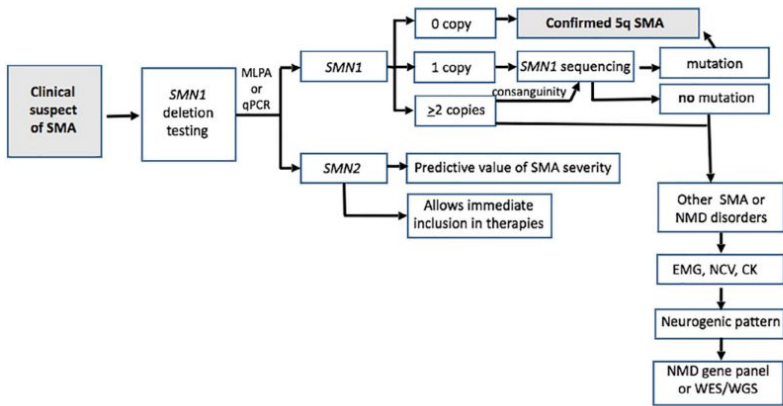 Clinical
suspect
of SMA
SMN1
deletion
testing
MLPA
or
qPCR
SMN1
0 copy
Confirmed 5q SMA
1 copy
SMN1 sequencing
mutation
consanguinity
≥2 copies
no mutation
SMN2
Predictive value of SMA severity
Allows immediate
inclusion in therapies
Other SMA or
NMD disorders
EMG, NCV, CK
Neurogenic pattern
NMD gene panel
or WES/WGS